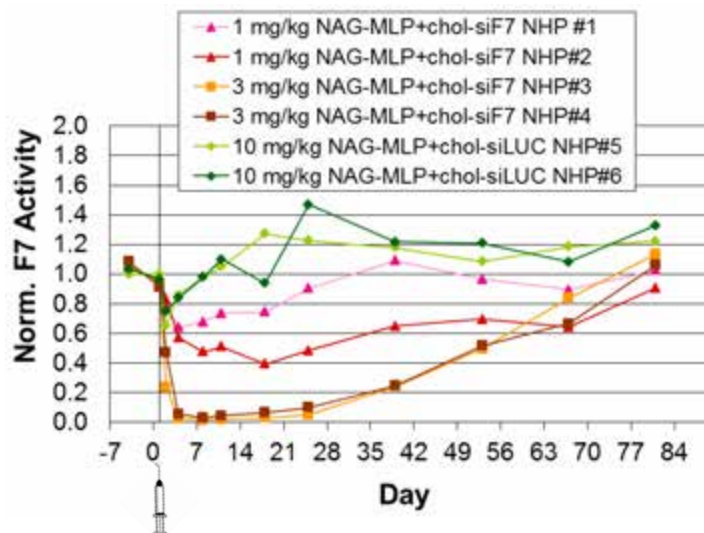 1 mg/kg NAG-MLP+chol-siF7 NHP #1
1 mg/kg NAG-MLP+chol-siF7 NHP#2
3 mg/kg NAG-MLP+chol-siF7 NHP#3
3 mg/kg NAG-MLP+chol-siF7 NHP#4
10 mg/kg NAG-MLP+chol-siLUC NHP#5
10 mg/kg NAG-MLP+chol-siLUC NHP#6
Norm. F7 Activity
2.0
1.8
1.6
1.4
1.2
1.0
0.8
0.6
0.4
0.2
0.0
-7 0 7 14 21 28 35 42 49 56 63 70 77 84
Day